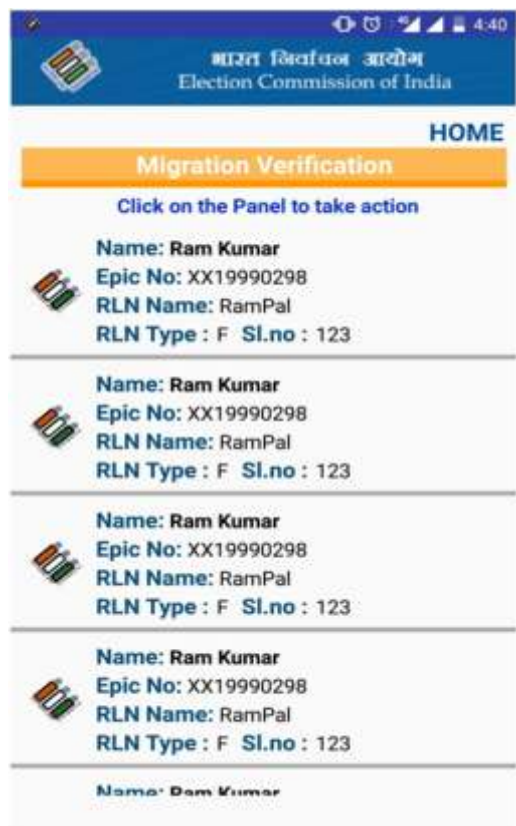 4:40
भारत निर्वाचन आयोग
Election Commission of India
HOME
Migration Verification
Click on the Panel to take action
Name: Ram Kumar
Epic No: XX19990298
RLN Name: RamPal
RLN Type : F Sl.no : 123
Name: Ram Kumar
Epic No: XX19990298
RLN Name: RamPal
RLN Type : F Sl.no : 123
Name: Ram Kumar
Epic No: XX19990298
RLN Name: RamPal
RLN Type : F Sl.no : 123
Name: Ram Kumar
Epic No: XX19990298
RLN Name: RamPal
RLN Type : F Sl.no : 123
Name: Ram Kumar